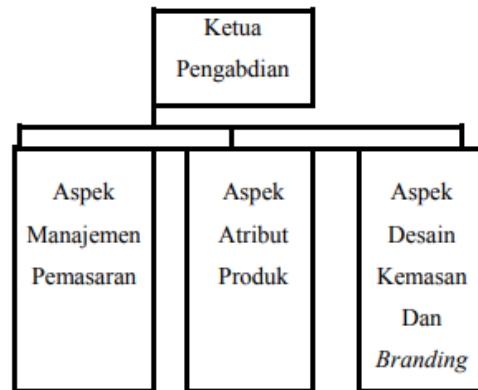 Ketua
Pengabdian
Aspek
Manajemen
Pemasaran
Aspek
Atribut
Produk
Aspek
Desain
Kemasan
Dan
Branding